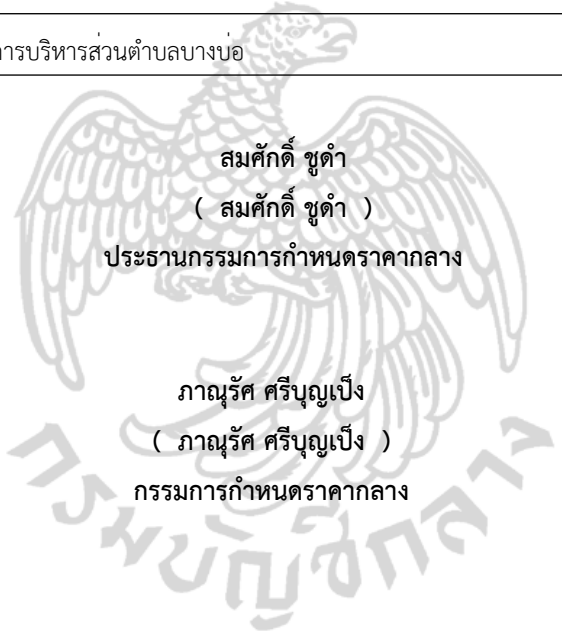 การบริหารส่วนตำบลบางบ่อ
สมศักดิ์ ชูดำ
( สมศักดิ์ ชูดำ )
ประธานกรรมการกำหนดราคากลาง
ภาณุรัศ ศรีบุญเป็ง
( ภาณุรัศ ศรีบุญเป็ง )
กรรมการกำหนดราคากลาง
กรมบัญชีกลาง